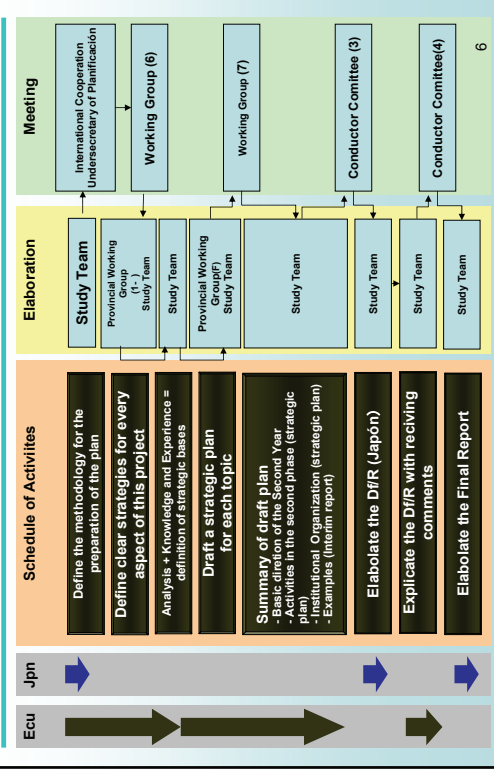 Ecu
Jpn
Schedule of Activiites
Elaboration
Meeting
Define the methodology for the
preparation of the plan
Study Team
International Cooperation
Undersecretary of Planificación
Define clear strategies for every
aspect of this project
Provincial Working
Group
(1- )
Study Team
Working Group (6)
Analysis + Knowledge and Experience =
definition of strategic bases
Study Team
Draft a strategic plan
for each topic
Provincial Working
Group(F)
Study Team
Working Group (7)
Summary of draft plan
- Basic diretion of the Second Year
- Activities in the second phase (strategic
plan)
- Institutional Organization (strategic plan)
- Examples (Interim report)
Study Team
Elabolate the Df/R (Japón)
Study Team
Conductor Comittee (3)
Explicate the Df/R with reciving
comments
Study Team
Conductor Comittee(4)
Elabolate the Final Report
Study Team
6